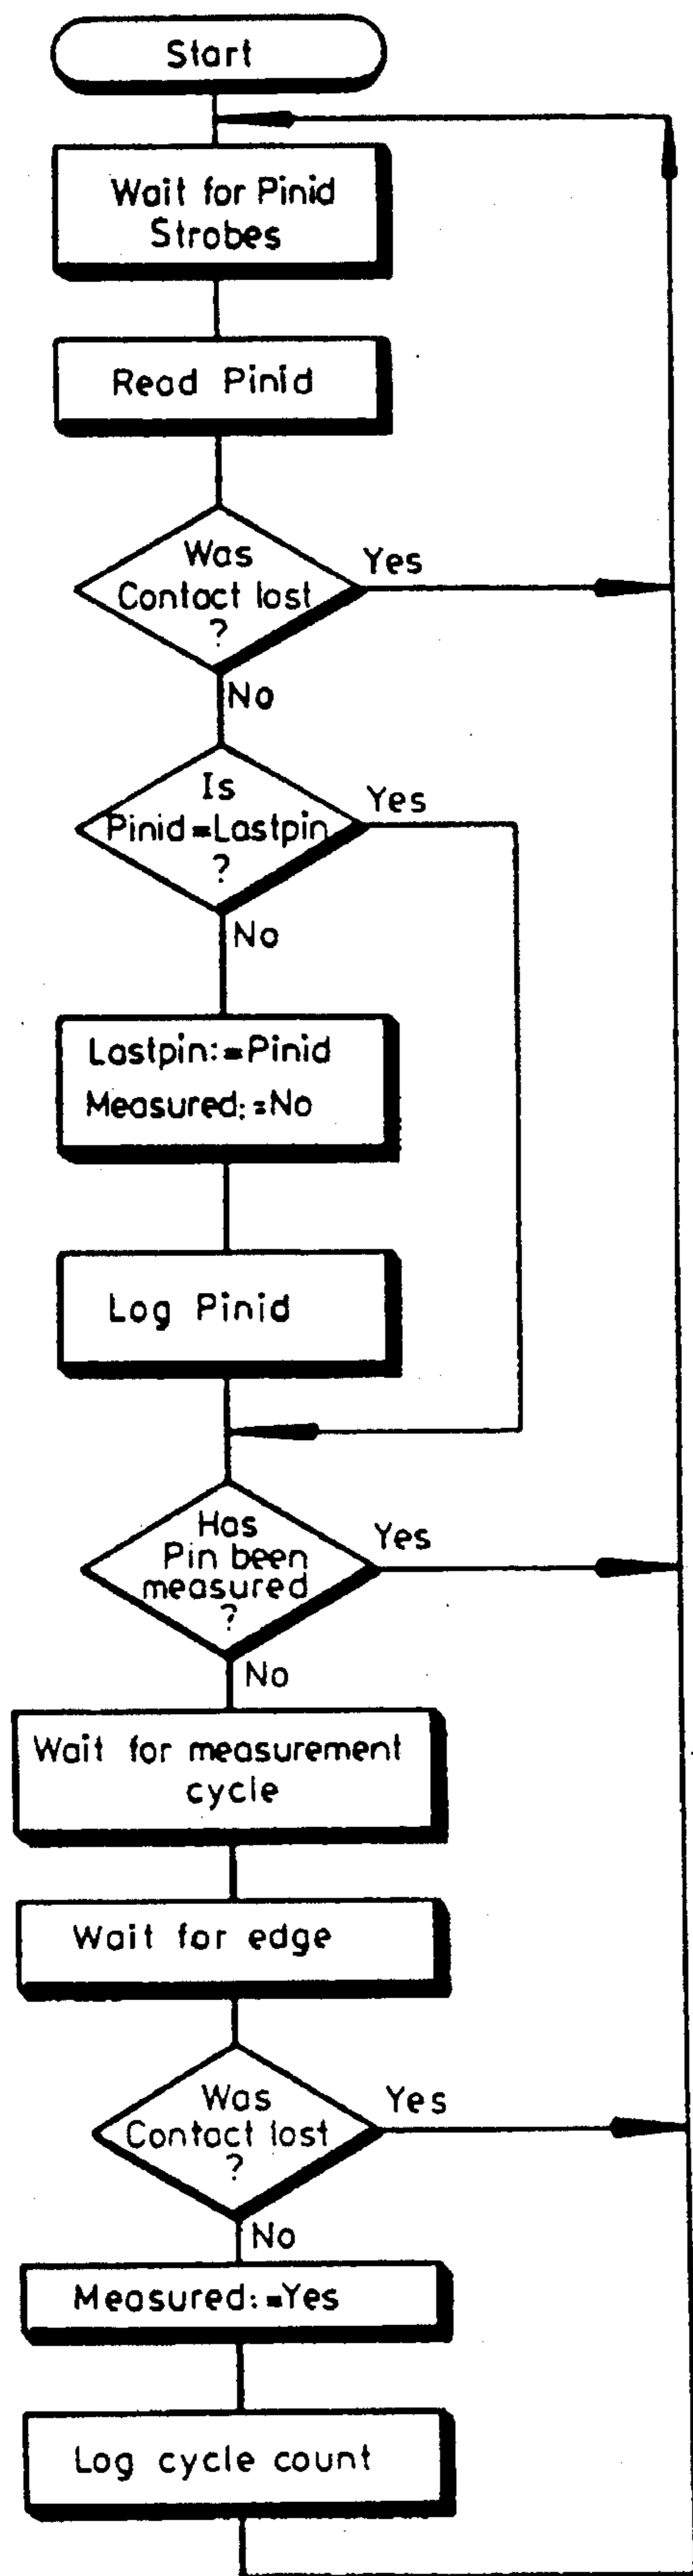 Start
Wait for Pinid
Strobes
Read Pinid
Was
Contact lost
?
Yes
No
Is
Pinid=Lastpin
?
Yes
No
Lastpin:=Pinid
Measured:=No
Log Pinid
Has
Pin been
measured
?
Yes
No
Wait for measurement
cycle
Wait for edge
Was
Contact lost
?
Yes
No
Measured:=Yes
Log cycle count